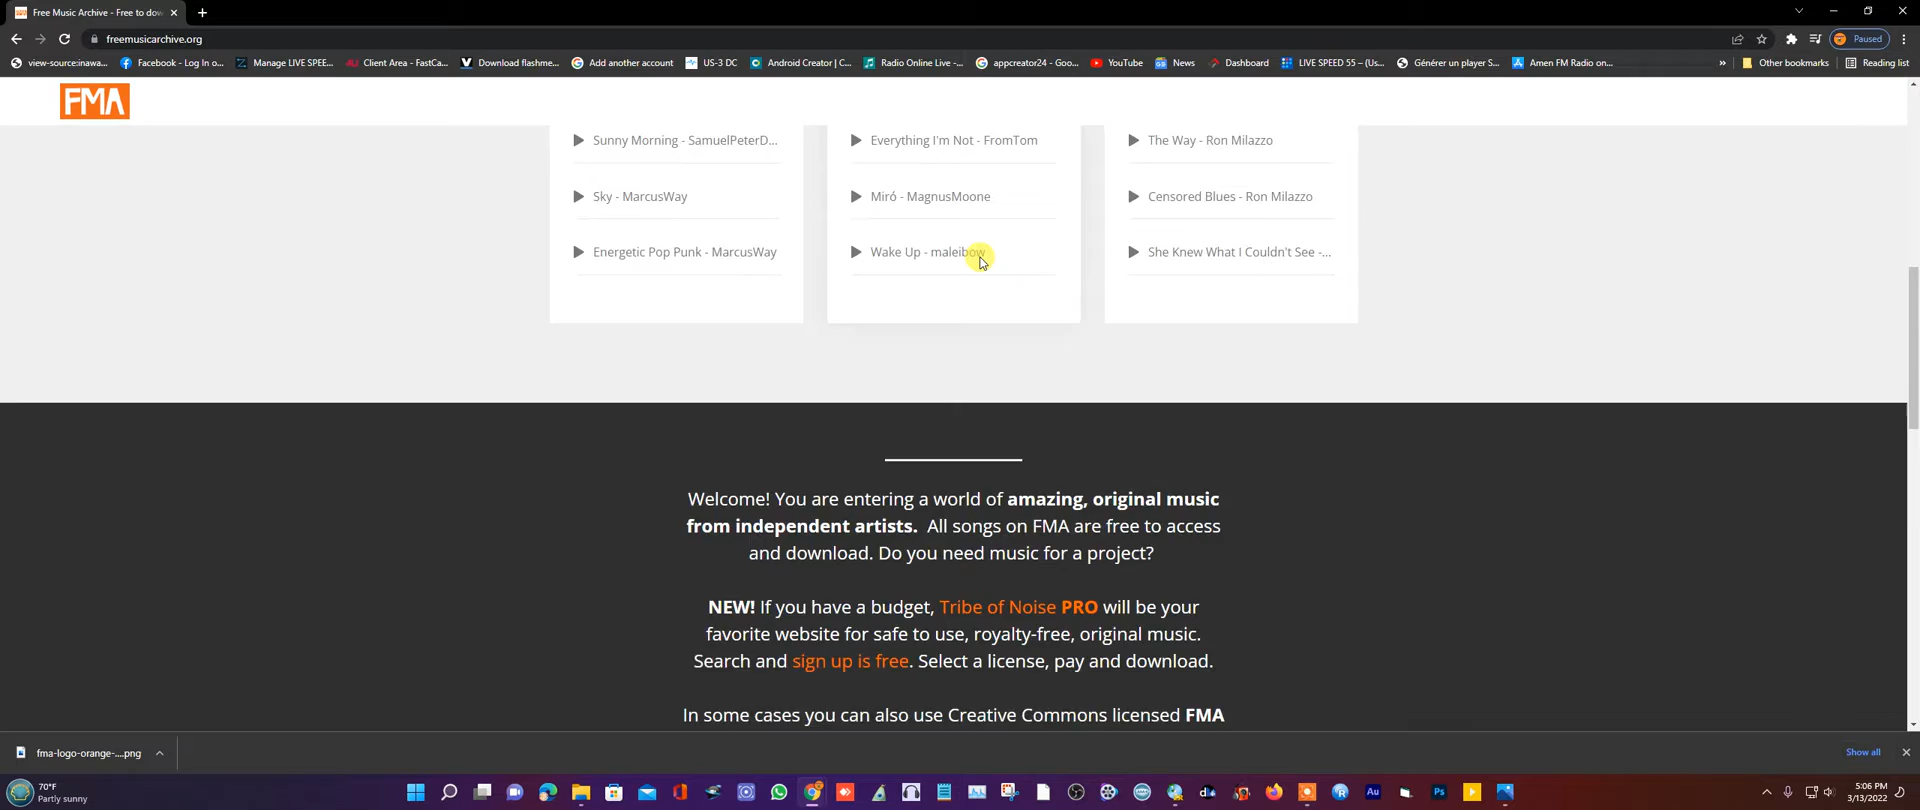 Free Music Archive - Free to dow
freemusicarchive.org
Paused
view-source:inawa...
Facebook - Log In o...
Manage LIVE SPEE...
Client Area - FastCa...
Download flashme...
Add another account
US-3 DC
Android Creator | C...
Radio Online Live -...
appcreator24 - Goo...
YouTube
News
Dashboard
LIVE SPEED 55 – (Us...
Générer un player S...
Amen FM Radio on...
»
Other bookmarks
Reading list
FMA
Sunny Morning - SamuelPeterD...
Everything I'm Not - FromTom
The Way - Ron Milazzo
Sky - MarcusWay
Miró - MagnusMoone
Censored Blues - Ron Milazzo
Energetic Pop Punk - MarcusWay
Wake Up - maleibow
She Knew What I Couldn't See -...
Welcome! You are entering a world of amazing, original music
from independent artists. All songs on FMA are free to access
and download. Do you need music for a project?
NEW! If you have a budget, Tribe of Noise PRO will be your
favorite website for safe to use, royalty-free, original music.
Search and sign up is free. Select a license, pay and download.
In some cases you can also use Creative Commons licensed FMA
fma-logo-orange-....png
Show all
70°F
Partly sunny
Au
Ps
5:06 PM
3/13/2022